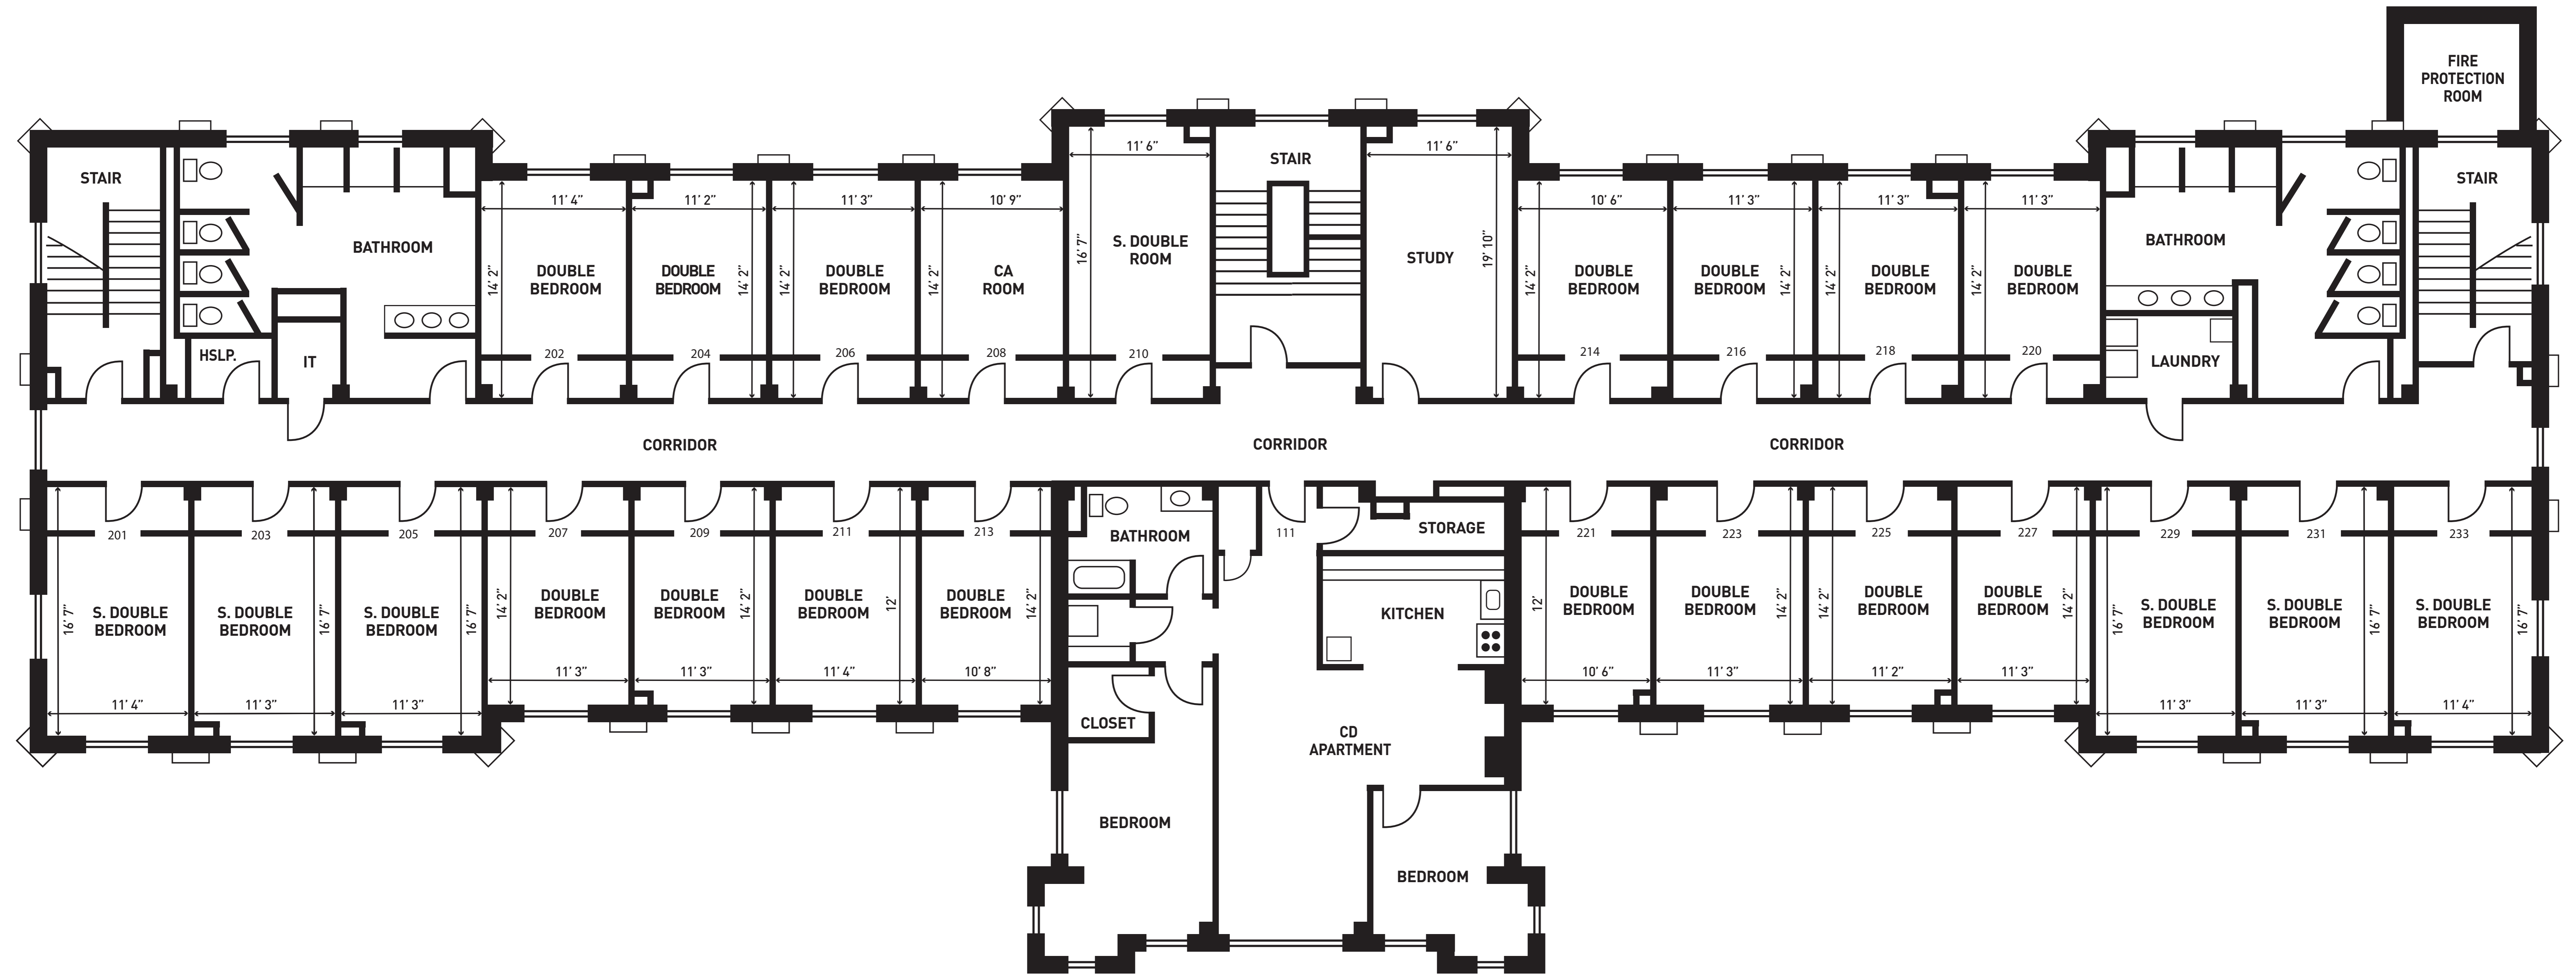 FIRE
PROTECTION
ROOM
STAIR
BATHROOM
HSLP.
IT
11' 4"
14' 2"
DOUBLE
BEDROOM
202
11' 2"
14' 2"
DOUBLE
BEDROOM
204
11' 3"
14' 2"
DOUBLE
BEDROOM
206
10' 9"
14' 2"
CA
ROOM
208
11' 6"
16' 7"
S. DOUBLE
ROOM
210
STAIR
11' 6"
19' 10"
STUDY
10' 6"
14' 2"
DOUBLE
BEDROOM
214
11' 3"
14' 2"
DOUBLE
BEDROOM
216
11' 3"
14' 2"
DOUBLE
BEDROOM
218
11' 3"
14' 2"
DOUBLE
BEDROOM
220
BATHROOM
LAUNDRY
STAIR
CORRIDOR
CORRIDOR
CORRIDOR
201
16' 7"
S. DOUBLE
BEDROOM
11' 4"
203
16' 7"
S. DOUBLE
BEDROOM
11' 3"
205
16' 7"
S. DOUBLE
BEDROOM
11' 3"
207
14' 2"
DOUBLE
BEDROOM
11' 3"
209
14' 2"
DOUBLE
BEDROOM
11' 3"
211
12'
DOUBLE
BEDROOM
11' 4"
213
14' 2"
DOUBLE
BEDROOM
10' 8"
BATHROOM
111
STORAGE
KITCHEN
CLOSET
CD
APARTMENT
BEDROOM
BEDROOM
221
12'
DOUBLE
BEDROOM
10' 6"
223
14' 2"
DOUBLE
BEDROOM
11' 3"
225
14' 2"
DOUBLE
BEDROOM
11' 2"
227
14' 2"
DOUBLE
BEDROOM
11' 3"
229
16' 7"
S. DOUBLE
BEDROOM
11' 3"
231
16' 7"
S. DOUBLE
BEDROOM
11' 3"
233
16' 7"
S. DOUBLE
BEDROOM
11' 4"